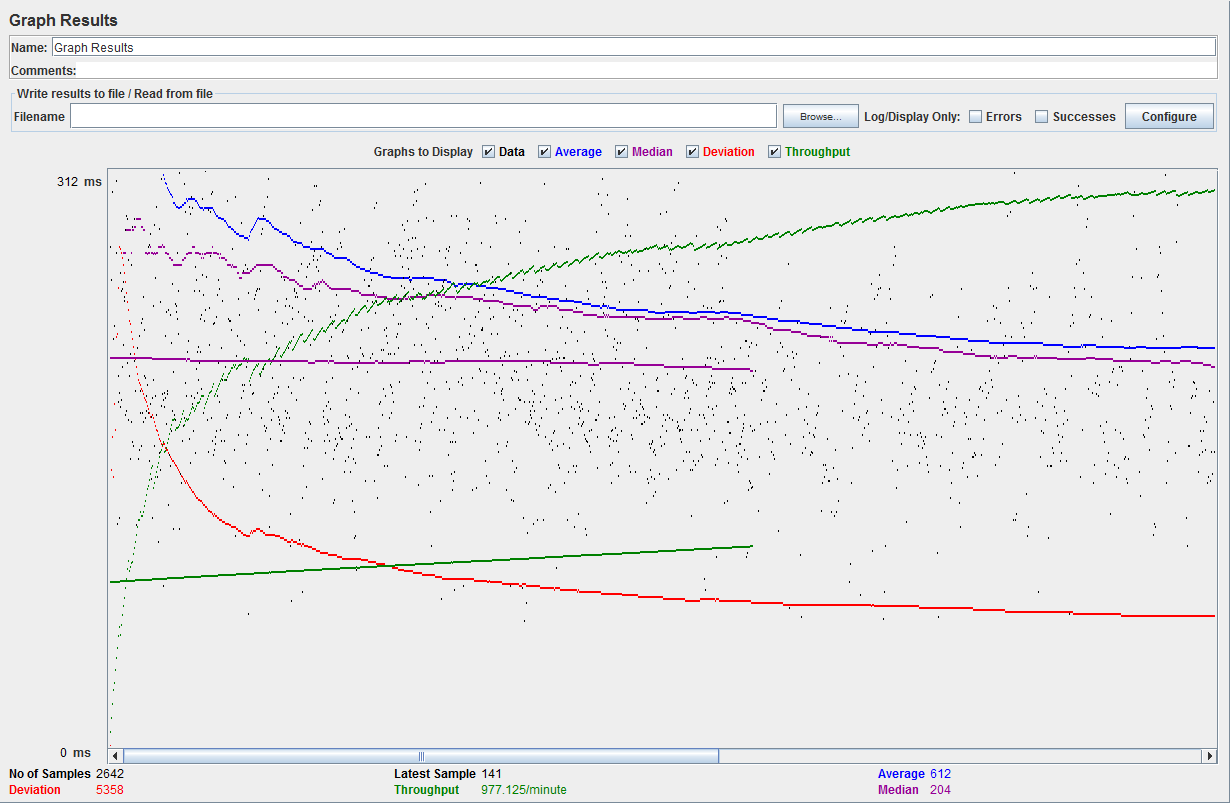 Graph Results
Name: Graph Results
Comments:
Write results to file / Read from file
Filename Browse... Log/Display Only: Errors Successes Configure
Graphs to Display Data Average Median Deviation Throughput
312 ms
0 ms
No of Samples 2642 Latest Sample 141 Average 612
Deviation 5358 Throughput 977.125/minute Median 204